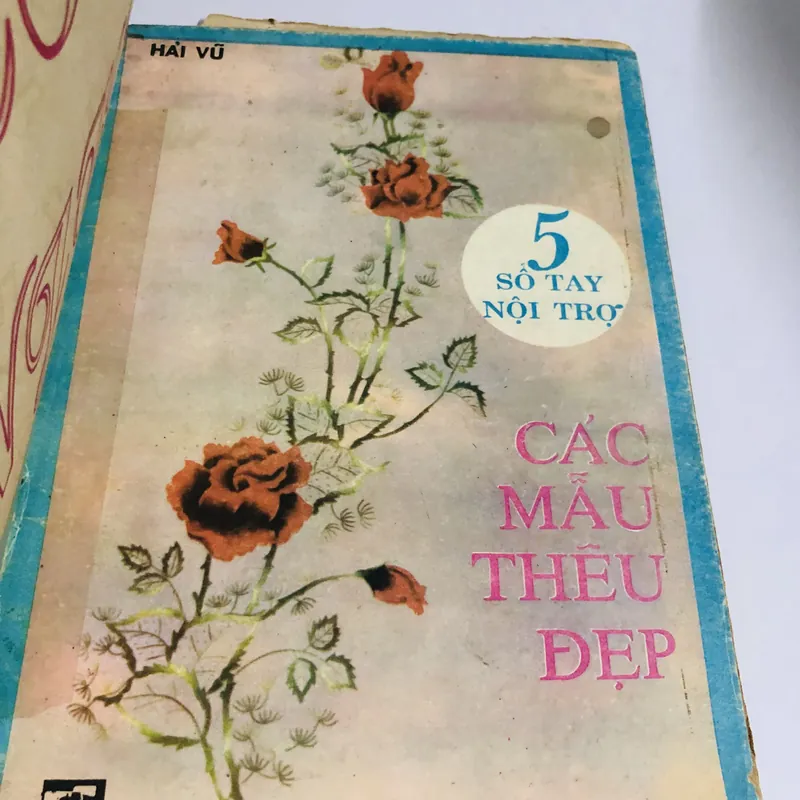 HẢI VŨ
5
SỔ TAY
NỘI TRỢ
CÁC
MẪU
THÊU
ĐẸP